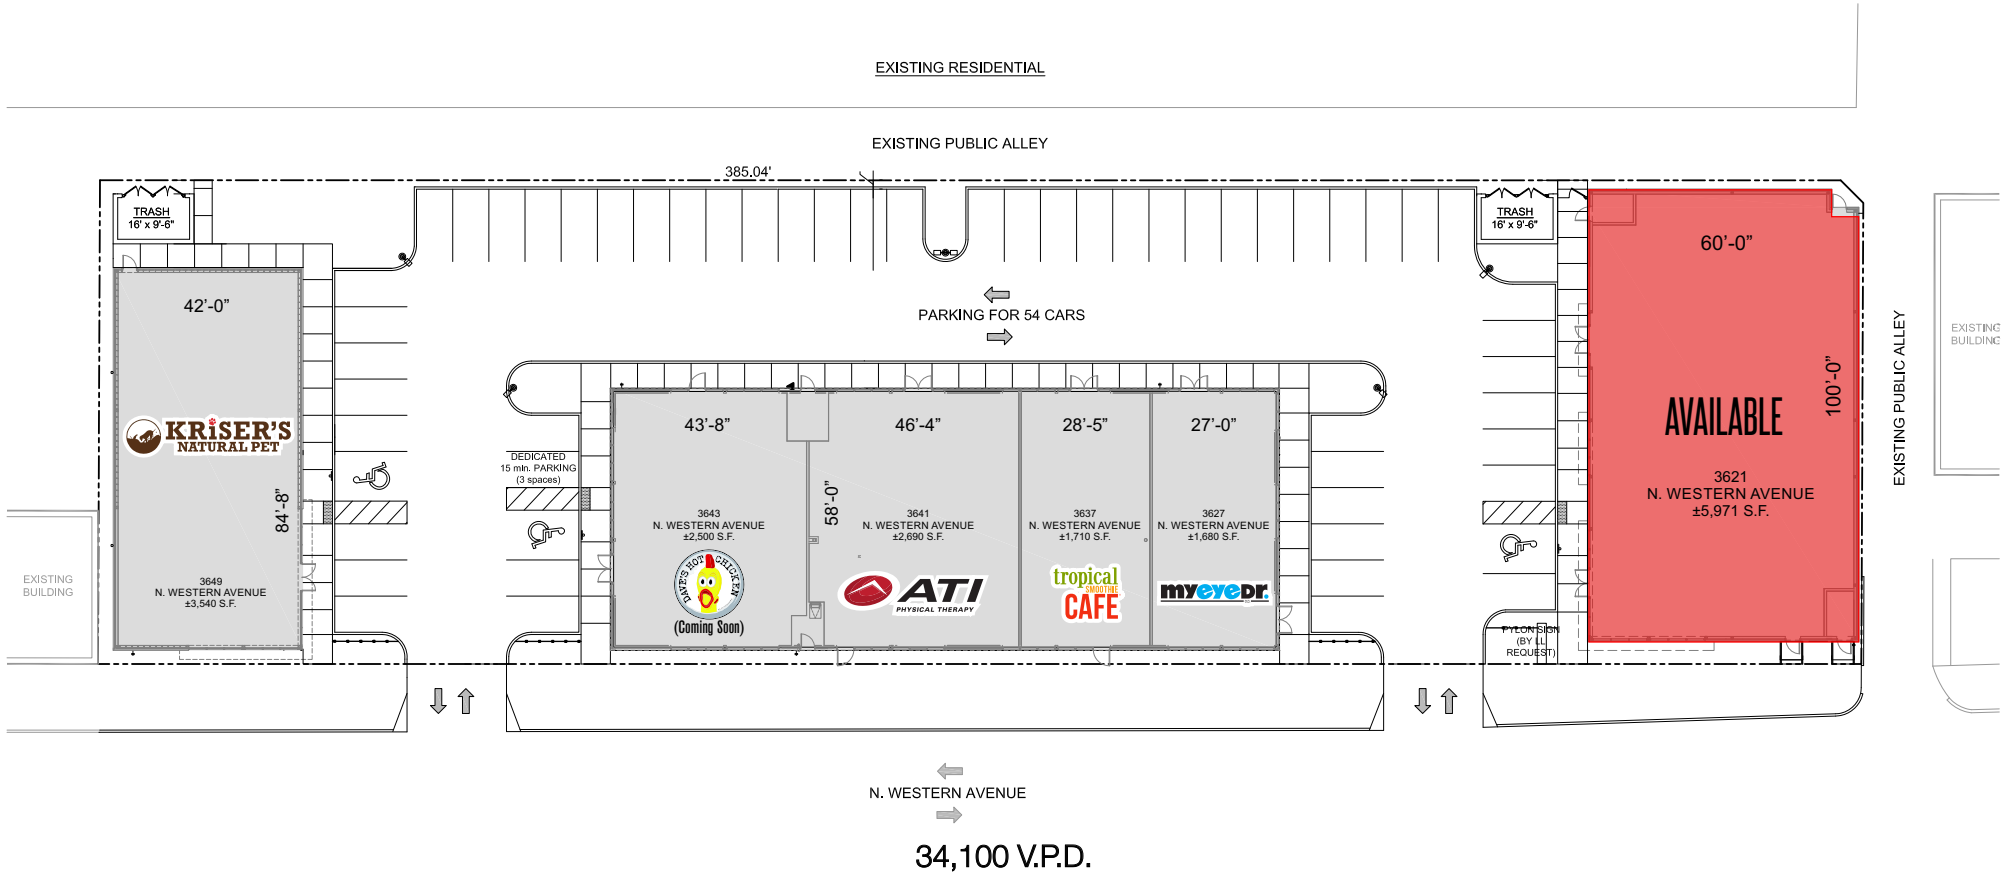 EXISTING RESIDENTIAL
EXISTING PUBLIC ALLEY
385.04'
TRASH
16' x 9'-6"
TRASH
16' x 9'-6"
42'-0"
KRiSER'S
NATURAL PET
84'-8"
3649
N. WESTERN AVENUE
±3,540 S.F.
EXISTING
BUILDING
PARKING FOR 54 CARS
DEDICATED
15 min. PARKING
(3 spaces)
43'-8"
3643
N. WESTERN AVENUE
±2,500 S.F.
DAVE'S HOT CHICKEN
(Coming Soon)
46'-4"
58'-0"
3641
N. WESTERN AVENUE
±2,690 S.F.
ATI
PHYSICAL THERAPY
28'-5"
3637
N. WESTERN AVENUE
±1,710 S.F.
tropical
SMOOTHIE
CAFE
27'-0"
3627
N. WESTERN AVENUE
±1,680 S.F.
myeyeDr.
PYLON SIGN
(BY LL
REQUEST)
60'-0"
100'-0"
AVAILABLE
3621
N. WESTERN AVENUE
±5,971 S.F.
EXISTING PUBLIC ALLEY
EXISTING
BUILDING
N. WESTERN AVENUE
34,100 V.P.D.